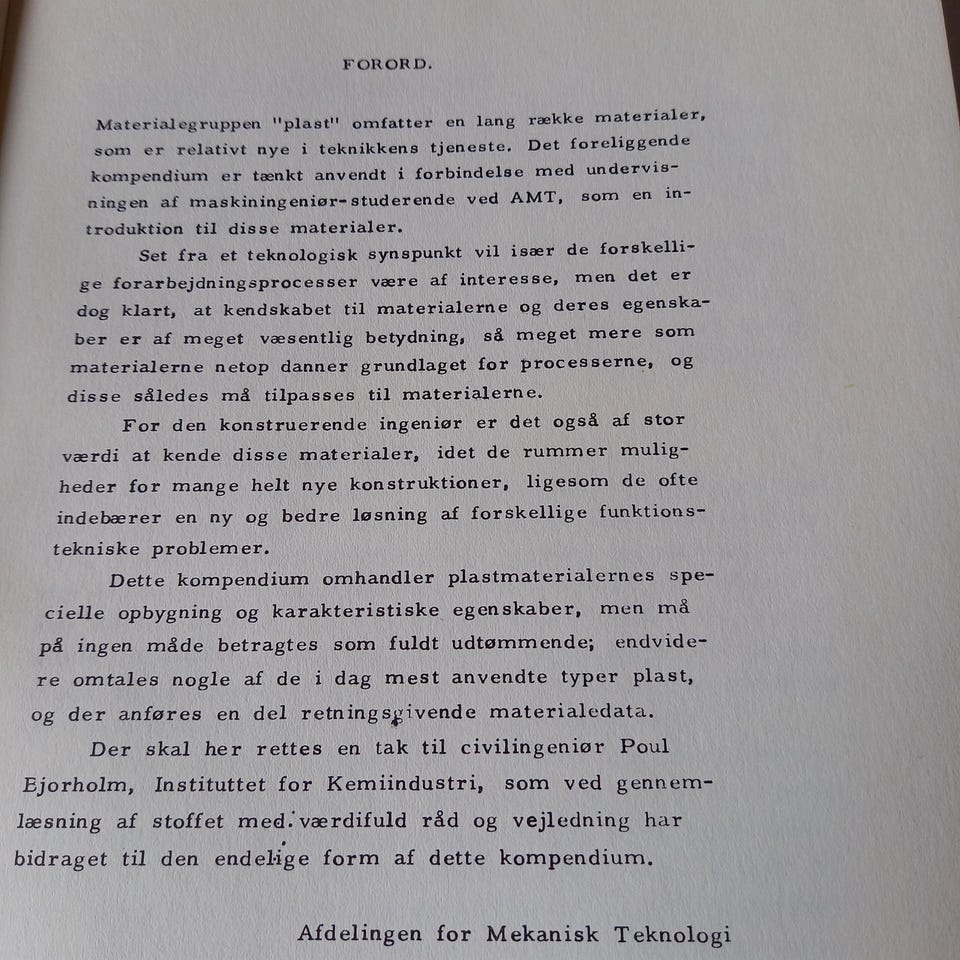 FORORD.
Materialegruppen "plast" omfatter en lang række materialer,
som er relativt nye i teknikkens tjeneste. Det foreliggende
kompendium er tænkt anvendt i forbindelse med undervis-
ningen af maskiningeniør-studerende ved AMT, som en in-
troduktion til disse materialer.
Set fra et teknologisk synspunkt vil især de forskelli-
ge forarbejdningsprocesser være af interesse, men det er
dog klart, at kendskabet til materialerne og deres egenska-
ber er af meget væsentlig betydning, så meget mere som
materialerne netop danner grundlaget for processerne, og
disse således må tilpasses til materialerne.
For den konstruerende ingeniør er det også af stor
værdi at kende disse materialer, idet de rummer mulig-
heder for mange helt nye konstruktioner, ligesom de ofte
indebærer en ny og bedre løsning af forskellige funktions-
tekniske problemer.
Dette kompendium omhandler plastmaterialernes spe-
cielle opbygning og karakteristiske egenskaber, men må
på ingen måde betragtes som fuldt udtømmende; endvide-
re omtales nogle af de i dag mest anvendte typer plast,
og der anføres en del retningsgivende materialedata.
Der skal her rettes en tak til civilingeniør Poul
Ejorholm, Instituttet for Kemiindustri, som ved gennem-
læsning af stoffet med værdifuld råd og vejledning har
bidraget til den endelige form af dette kompendium.
Afdelingen for Mekanisk Teknologi